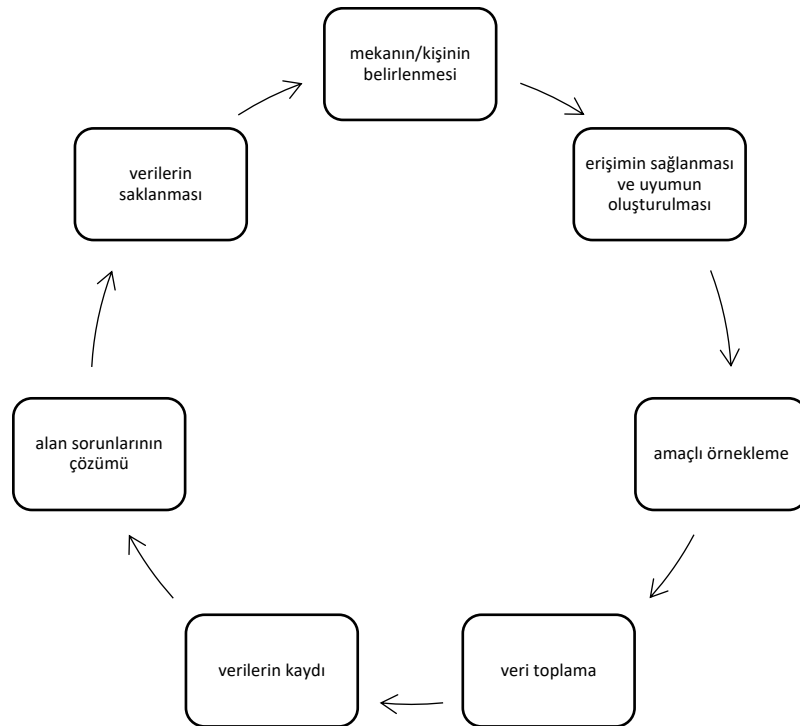 mekanın/kişinin
belirlenmesi
erişimin sağlanması
ve uyumun
oluşturulması
amaçlı örnekleme
veri toplama
verilerin kaydı
alan sorunlarının
çözümü
verilerin
saklanması